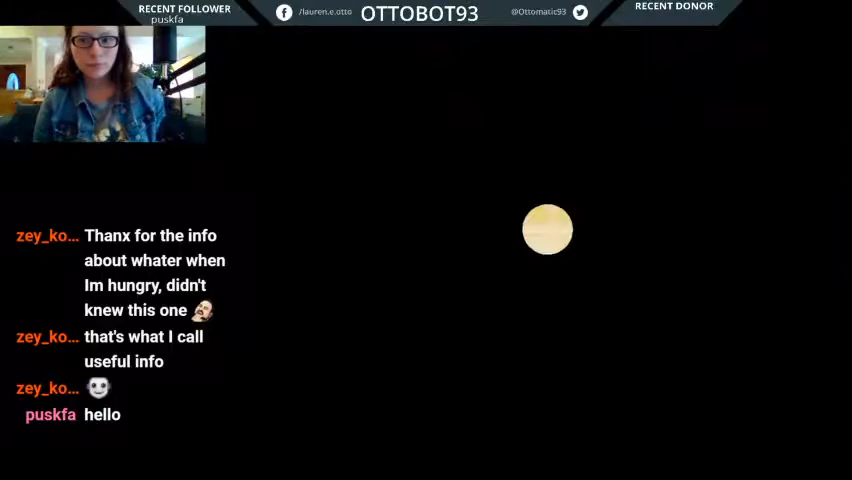 RECENT FOLLOWER
puskfa
/lauren.e.otto
OTTOBOT93
@Ottomatic93
RECENT DONOR
zey_ko... Thanx for the info
about whater when
Im hungry, didn't
knew this one
zey_ko... that's what I call
useful info
zey_ko...
puskfa hello